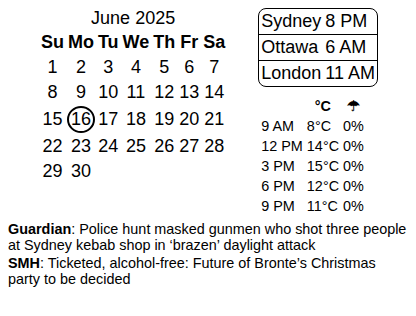 June 2025
Su Mo Tu We Th Fr Sa
1 2 3 4 5 6 7
8 9 10 11 12 13 14
15 16 17 18 19 20 21
22 23 24 25 26 27 28
29 30
Sydney 8 PM
Ottawa 6 AM
London 11 AM
°C ☂
9 AM 8°C 0%
12 PM 14°C 0%
3 PM 15°C 0%
6 PM 12°C 0%
9 PM 11°C 0%
Guardian: Police hunt masked gunmen who shot three people
at Sydney kebab shop in ‘brazen’ daylight attack
SMH: Ticketed, alcohol-free: Future of Bronte’s Christmas
party to be decided